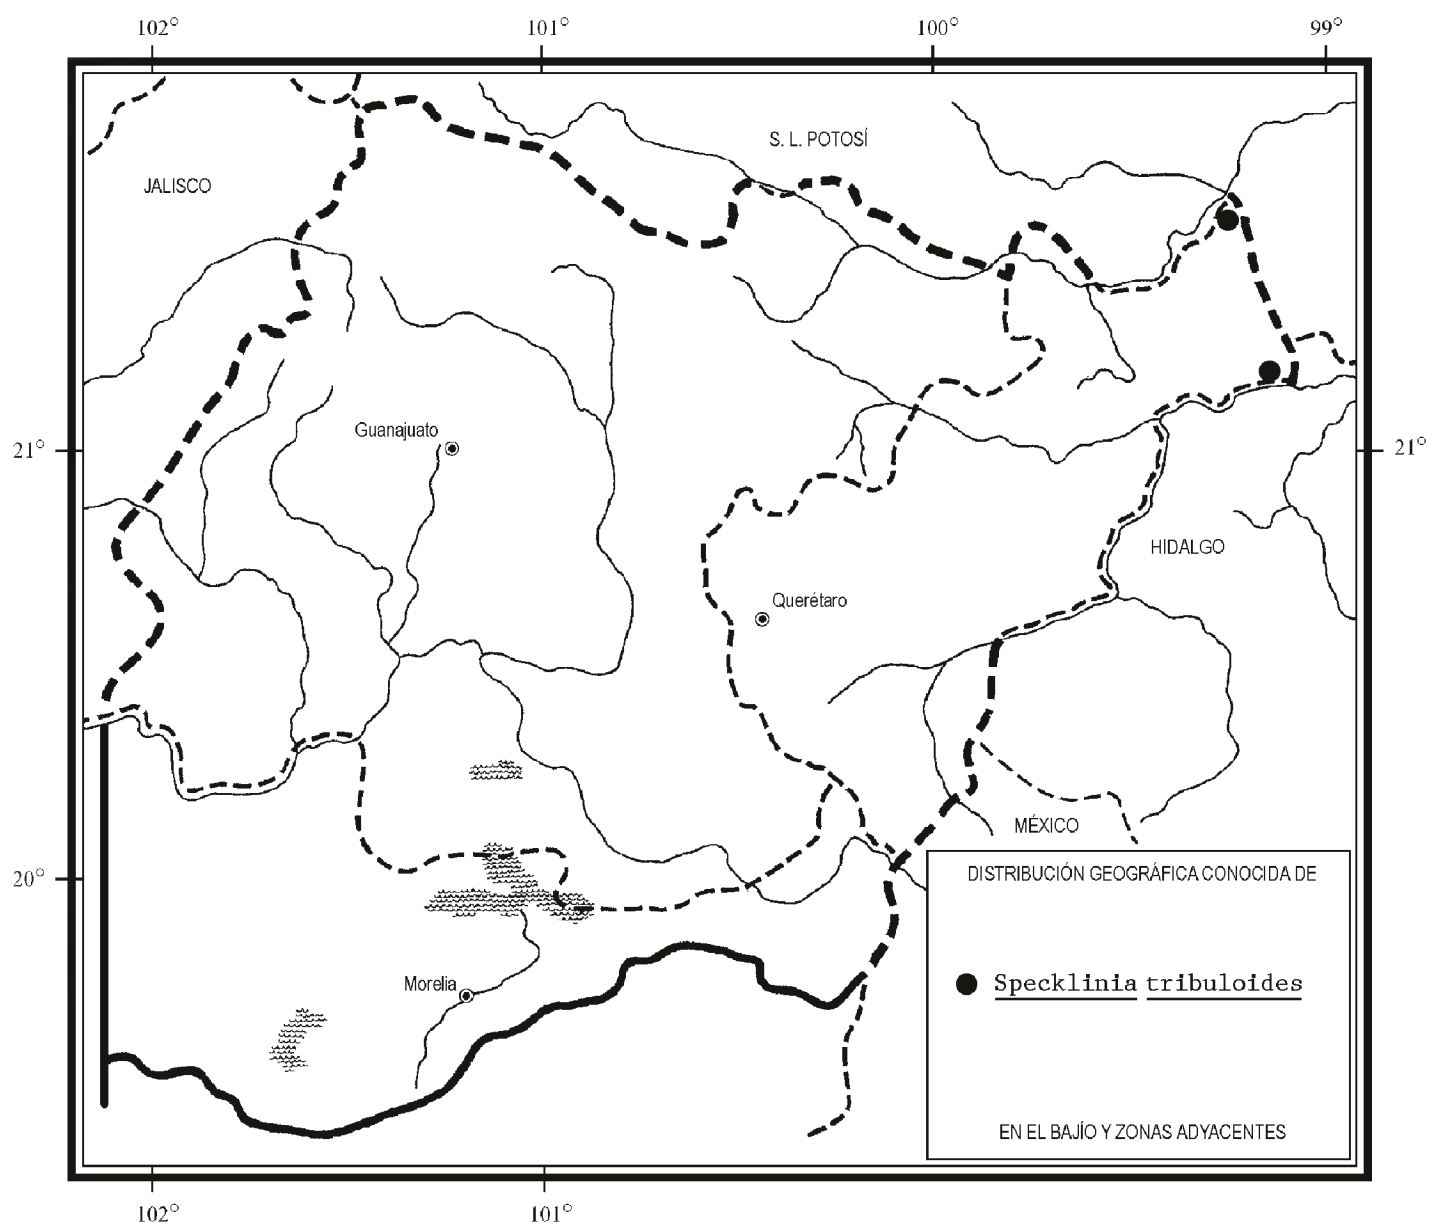 102° 101° 100° 99°
S. L. POTOSÍ
JALISCO
Guanajuato
21° 21°
HIDALGO
Querétaro
MÉXICO
20°
DISTRIBUCIÓN GEOGRÁFICA CONOCIDA DE
Morelia
Specklinia tribuloides
EN EL BAJÍO Y ZONAS ADYACENTES
102° 101°